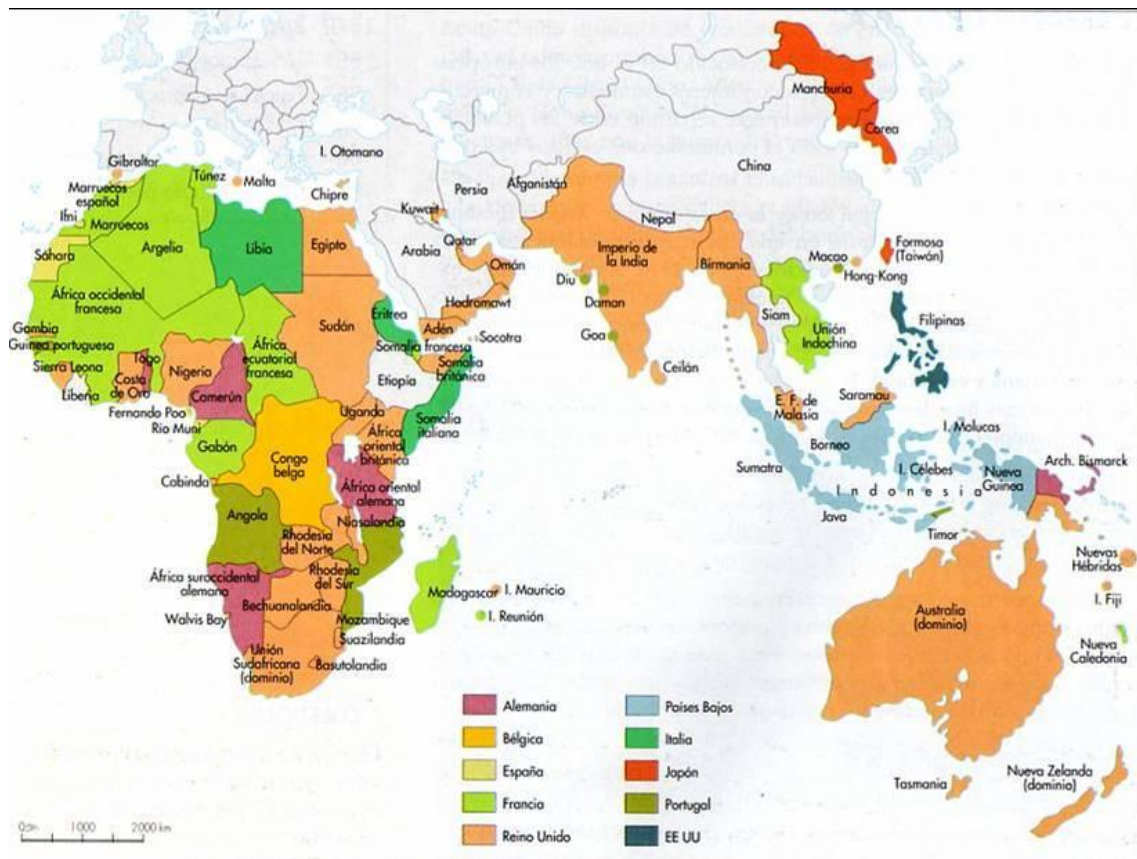 Gibraltar
Marruecos
español
Ifni
Marruecos
Sáhara
Túnez
Malta
I. Otomano
Chipre
Argelia
Libia
Egipto
África occidental
francesa
Gambia
Guinea portuguesa
Sierra Leona
Liberia
Togo
Costa
de Oro
Nigeria
Camerún
Fernando Poo
Río Muni
África
ecuatorial
francesa
Sudán
Eritrea
Somalia francesa
Somalia
británica
Etiopía
Somalia
italiana
Uganda
África
oriental
británica
Gabón
Congo
belga
Cabinda
África oriental
alemana
Angola
Niasalandia
Rhodesia
del Norte
Rhodesia
del Sur
África suroccidental
alemana
Walvis Bay
Bechuanalandia
Mozambique
Suazilandia
Unión
Sudafricana
(dominio)
Basutolandia
Madagascar
I. Mauricio
I. Reunión
Persia
Kuwait
Arabia
Qatar
Omán
Hadramawt
Adén
Socotra
Afganistán
China
Nepal
Imperio de
la India
Birmania
Diu
Daman
Goa
Ceilán
Manchuria
Corea
Formosa
(Taiwán)
Macao
Hong-Kong
Siam
Unión
Indochina
Filipinas
E. F. de
Malasia
Saramau
Borneo
I. Molucas
Sumatra
I. Célebes
Indonesia
Java
Nueva
Guinea
Arch. Bismarck
Timor
Nuevas
Hébridas
I. Fiji
Nueva
Caledonia
Australia
(dominio)
Tasmania
Nueva Zelanda
(dominio)
Alemania
Bélgica
España
Francia
Reino Unido
Países Bajos
Italia
Japón
Portugal
EE UU
1000
2000 km